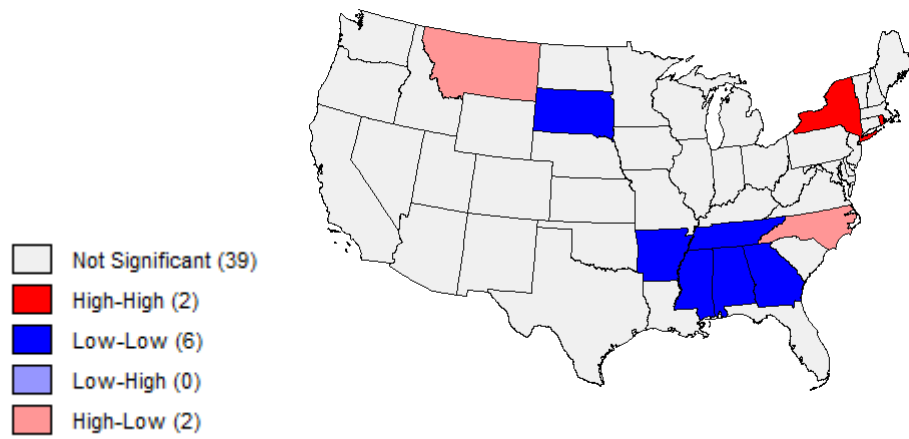 Not Significant (39)
High-High (2)
Low-Low (6)
Low-High (0)
High-Low (2)